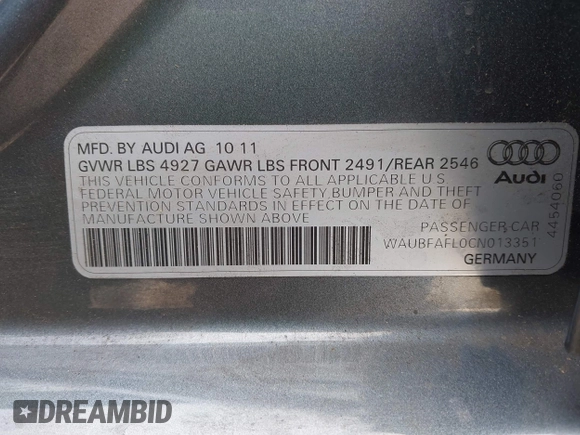 MFD. BY AUDI AG 10 11
GVWR LBS 4927 GAWR LBS FRONT 2491/REAR 2546
THIS VEHICLE CONFORMS TO ALL APPLICABLE U.S.
FEDERAL MOTOR VEHICLE SAFETY BUMPER AND THEFT
PREVENTION STANDARDS IN EFFECT ON THE DATE OF
MANUFACTURE SHOWN ABOVE
Audi
4454060
PASSENGER CAR
WAUBFAFL0CN013351
GERMANY
DREAMBID